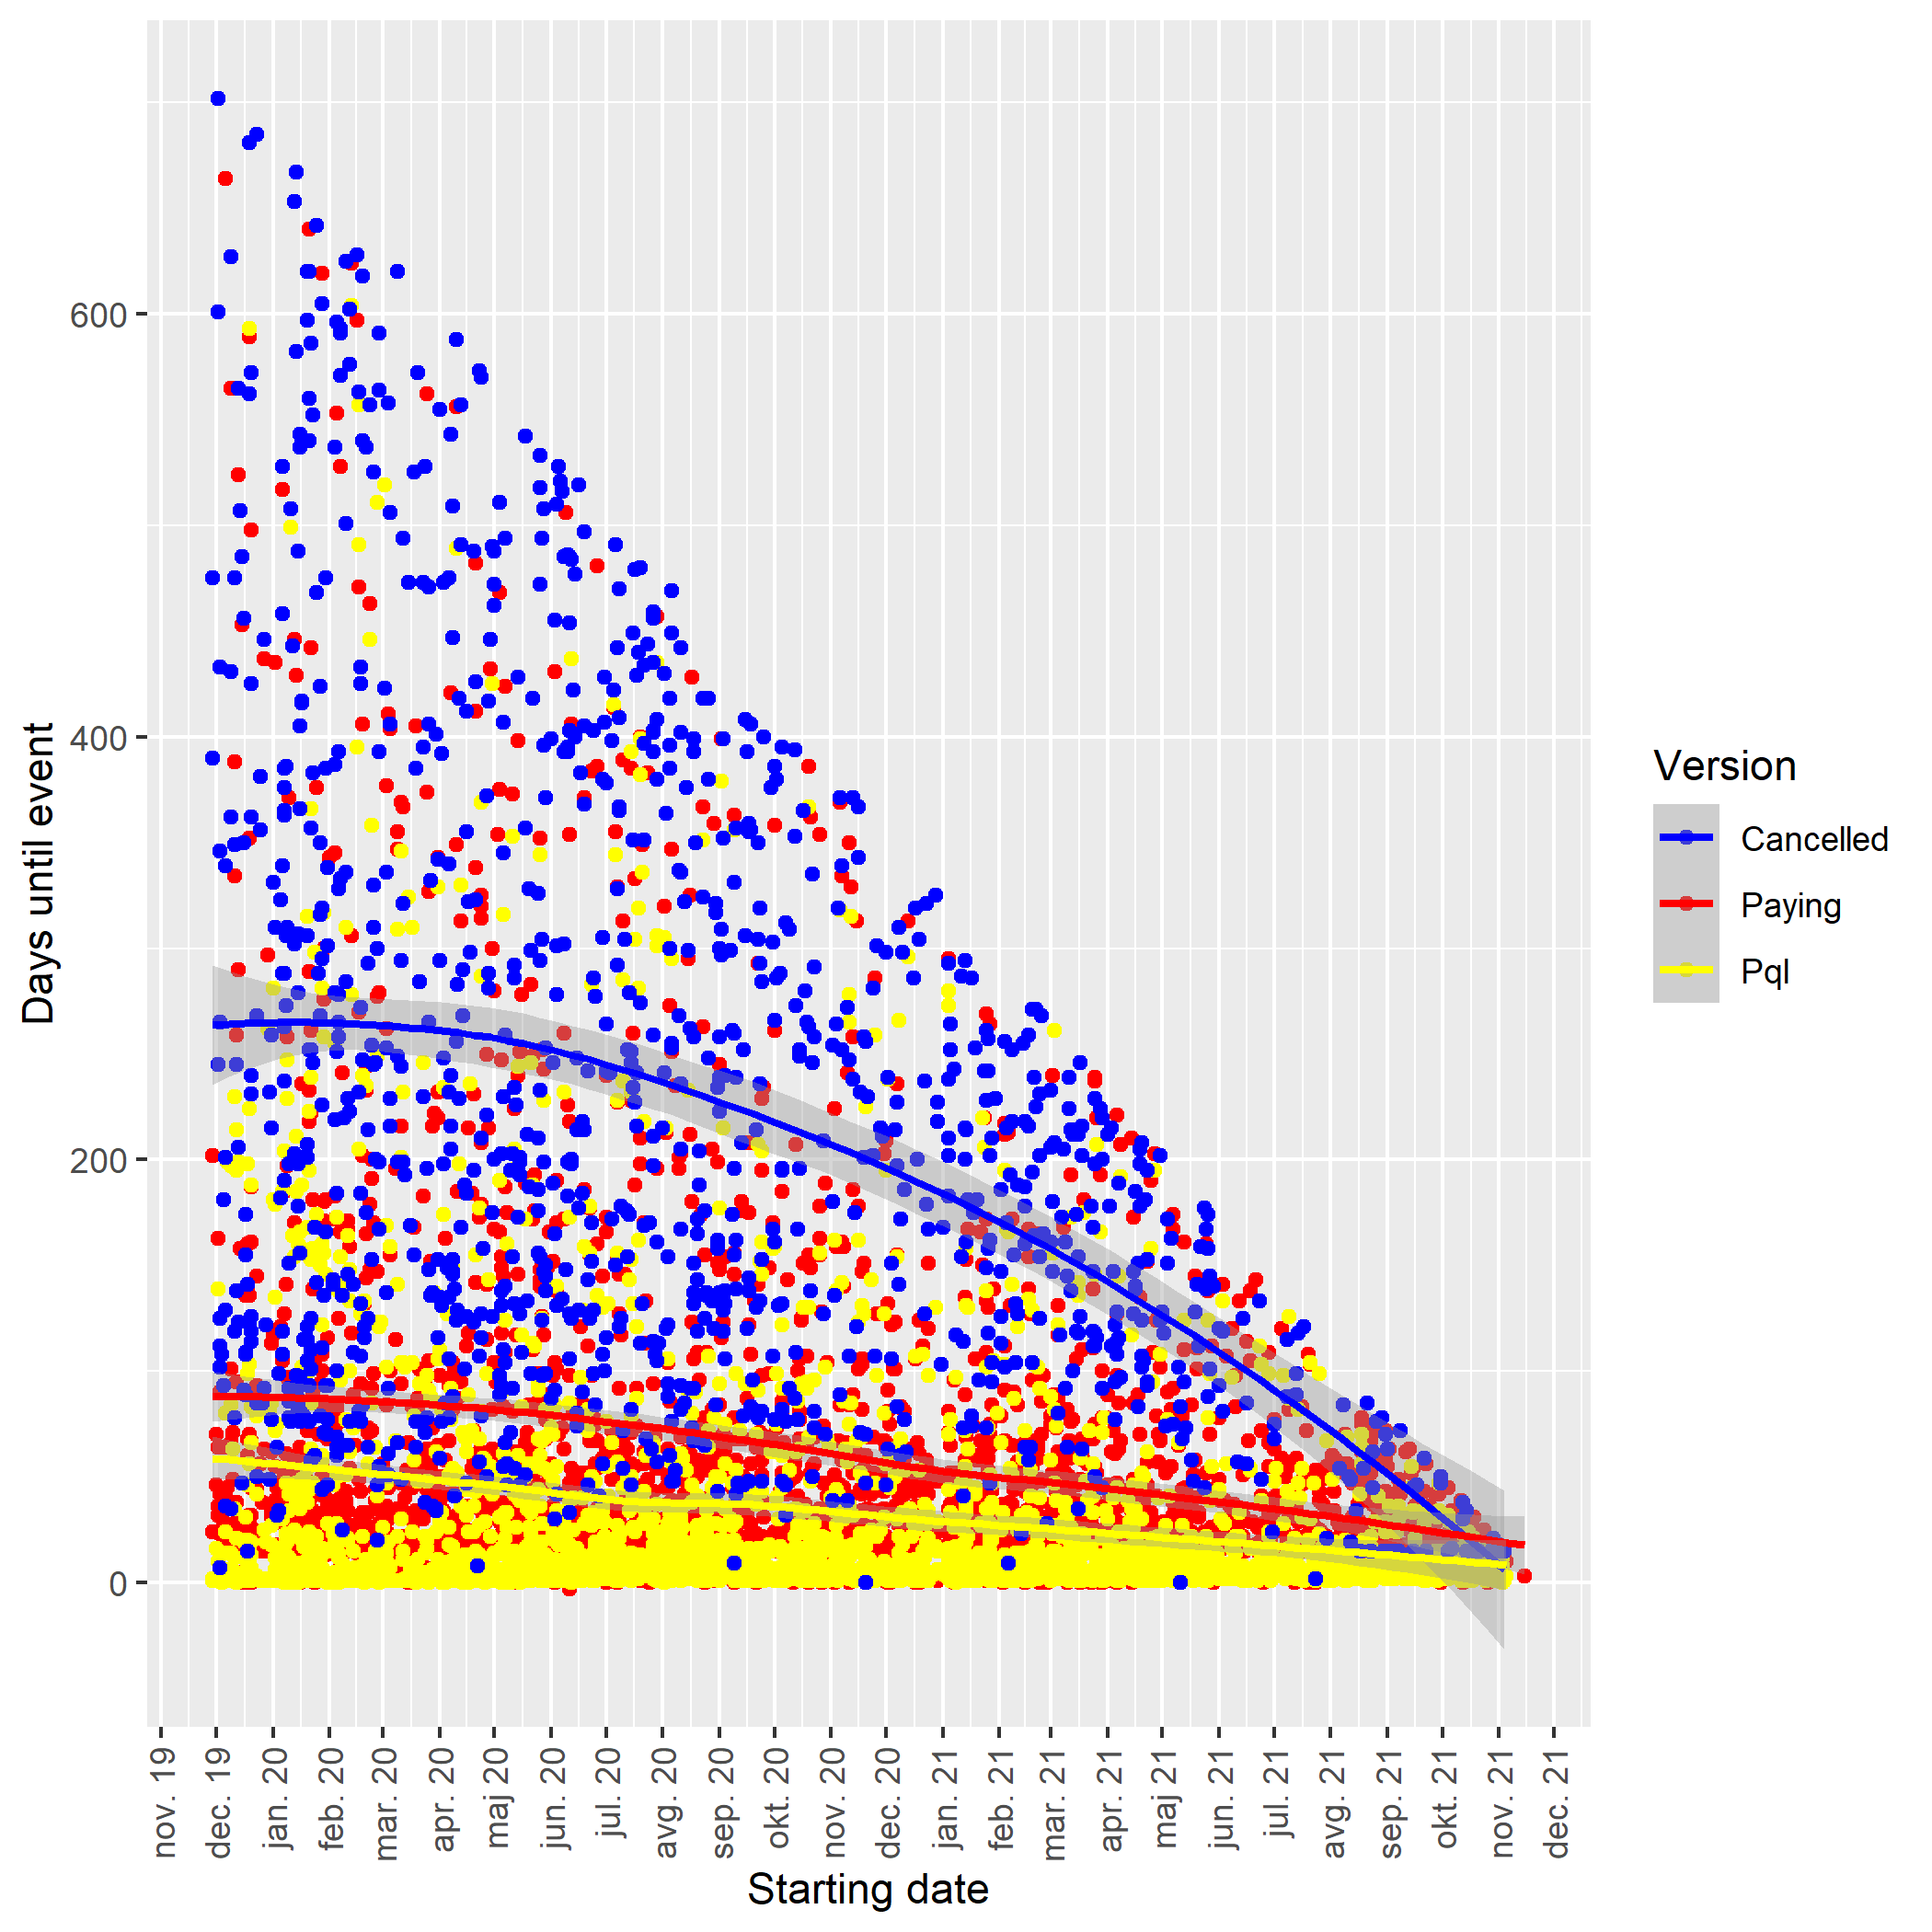 Days until event
600
400
200
0
nov. 19
dec. 19
jan. 20
feb. 20
mar. 20
apr. 20
maj 20
jun. 20
jul. 20
avg. 20
sep. 20
okt. 20
nov. 20
dec. 20
jan. 21
feb. 21
mar. 21
apr. 21
maj 21
jun. 21
jul. 21
avg. 21
sep. 21
okt. 21
nov. 21
dec. 21
Starting date
Version
Cancelled
Paying
Pql